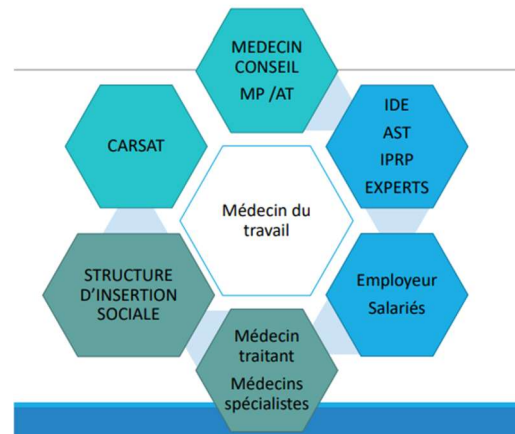 MEDECIN
CONSEIL
MP /AT
IDE
AST
IPRP
EXPERTS
CARSAT
Médecin du
travail
STRUCTURE
D'INSERTION
SOCIALE
Employeur
Salariés
Médecin
traitant
Médecins
spécialistes